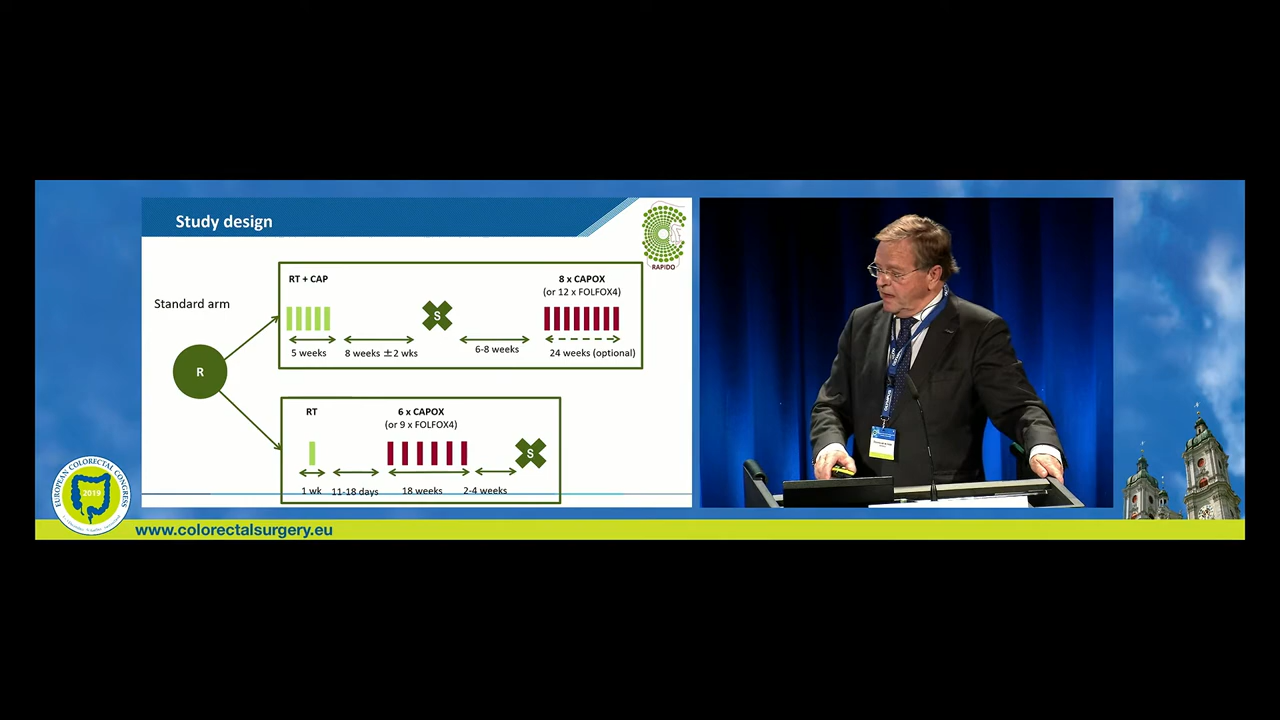 Study design
RAPIDO
Standard arm
RT + CAP
8 x CAPOX
(or 12 x FOLFOX4)
S
5 weeks
8 weeks ±2 wks
6-8 weeks
24 weeks (optional)
R
RT
6 x CAPOX
(or 9 x FOLFOX4)
S
1 wk
11-18 days
18 weeks
2-4 weeks
EUROPEAN COLORECTAL CONGRESS
2019
www.colorectalsurgery.eu